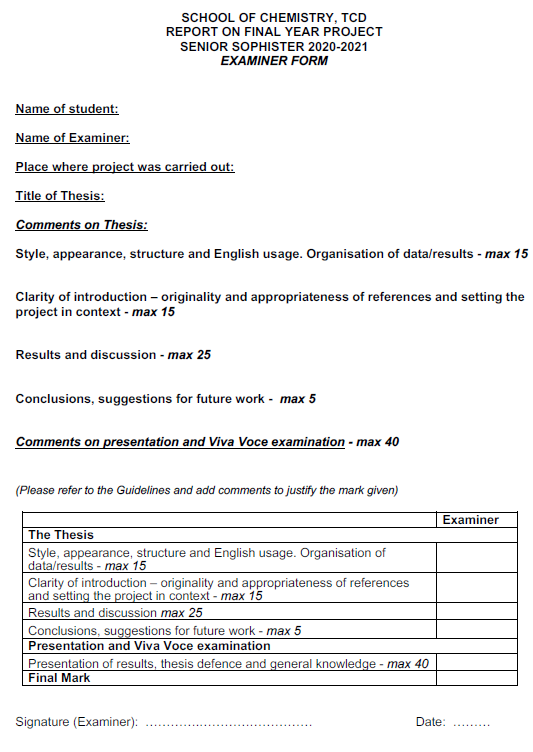 SCHOOL OF CHEMISTRY, TCD
REPORT ON FINAL YEAR PROJECT
SENIOR SOPHISTER 2020-2021
EXAMINER FORM
Name of student:
Name of Examiner:
Place where project was carried out:
Title of Thesis:
Comments on Thesis:
Style, appearance, structure and English usage. Organisation of data/results - max 15
Clarity of introduction – originality and appropriateness of references and setting the
project in context - max 15
Results and discussion - max 25
Conclusions, suggestions for future work - max 5
Comments on presentation and Viva Voce examination - max 40
(Please refer to the Guidelines and add comments to justify the mark given)
Examiner
The Thesis
Style, appearance, structure and English usage. Organisation of
data/results - max 15
Clarity of introduction – originality and appropriateness of references
and setting the project in context - max 15
Results and discussion max 25
Conclusions, suggestions for future work - max 5
Presentation and Viva Voce examination
Presentation of results, thesis defence and general knowledge - max 40
Final Mark
Signature (Examiner): ………………………………… Date: ………